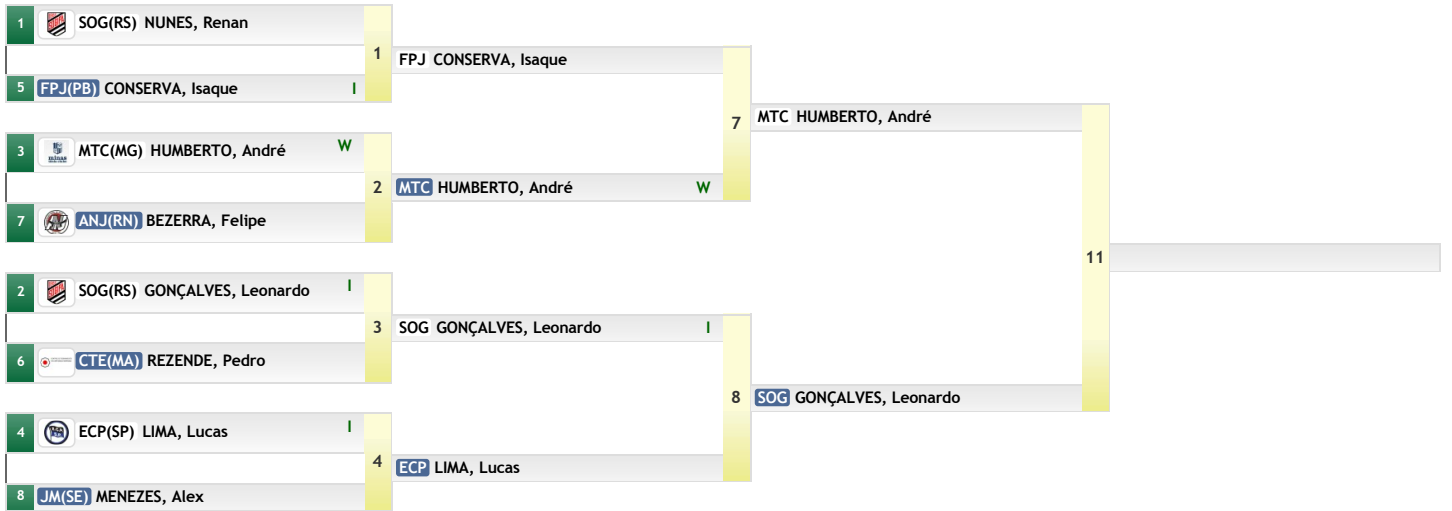 1 SOG(RS) NUNES, Renan
5 FPJ(PB) CONSERVA, Isaque I
1
3 minas MTC(MG) HUMBERTO, André W
7 ANJ(RN) BEZERRA, Felipe
2
2 SOG(RS) GONÇALVES, Leonardo I
6 CTE(MA) REZENDE, Pedro
3
4 ECP(SP) LIMA, Lucas I
8 JM(SE) MENEZES, Alex
4
FPJ CONSERVA, Isaque
MTC HUMBERTO, André W
7
SOG GONÇALVES, Leonardo I
ECP LIMA, Lucas
8
MTC HUMBERTO, André
SOG GONÇALVES, Leonardo
11